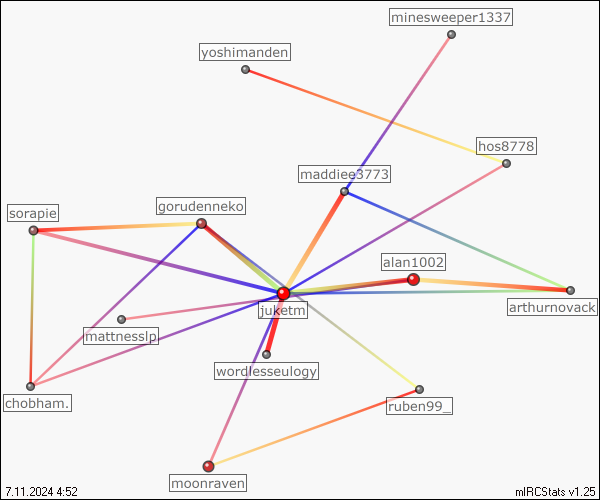 minesweeper1337
yoshimanden
hos8778
maddiee3773
sorapie
gorudenneko
alan1002
juketm
arthurnovack
mattnesslp
wordlesseulogy
chobham.
ruben99_
moonraven
7.11.2024 4:52
mIRCStats v1.25